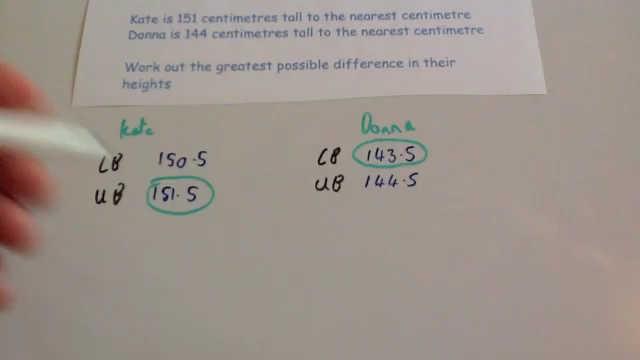 Kate is 151 centimetres tall to the nearest centimetre
Donna is 144 centimetres tall to the nearest centimetre
Work out the greatest possible difference in their
heights
Kate
Donna
LB 150.5
LB 143.5
UB 151.5
UB 144.5